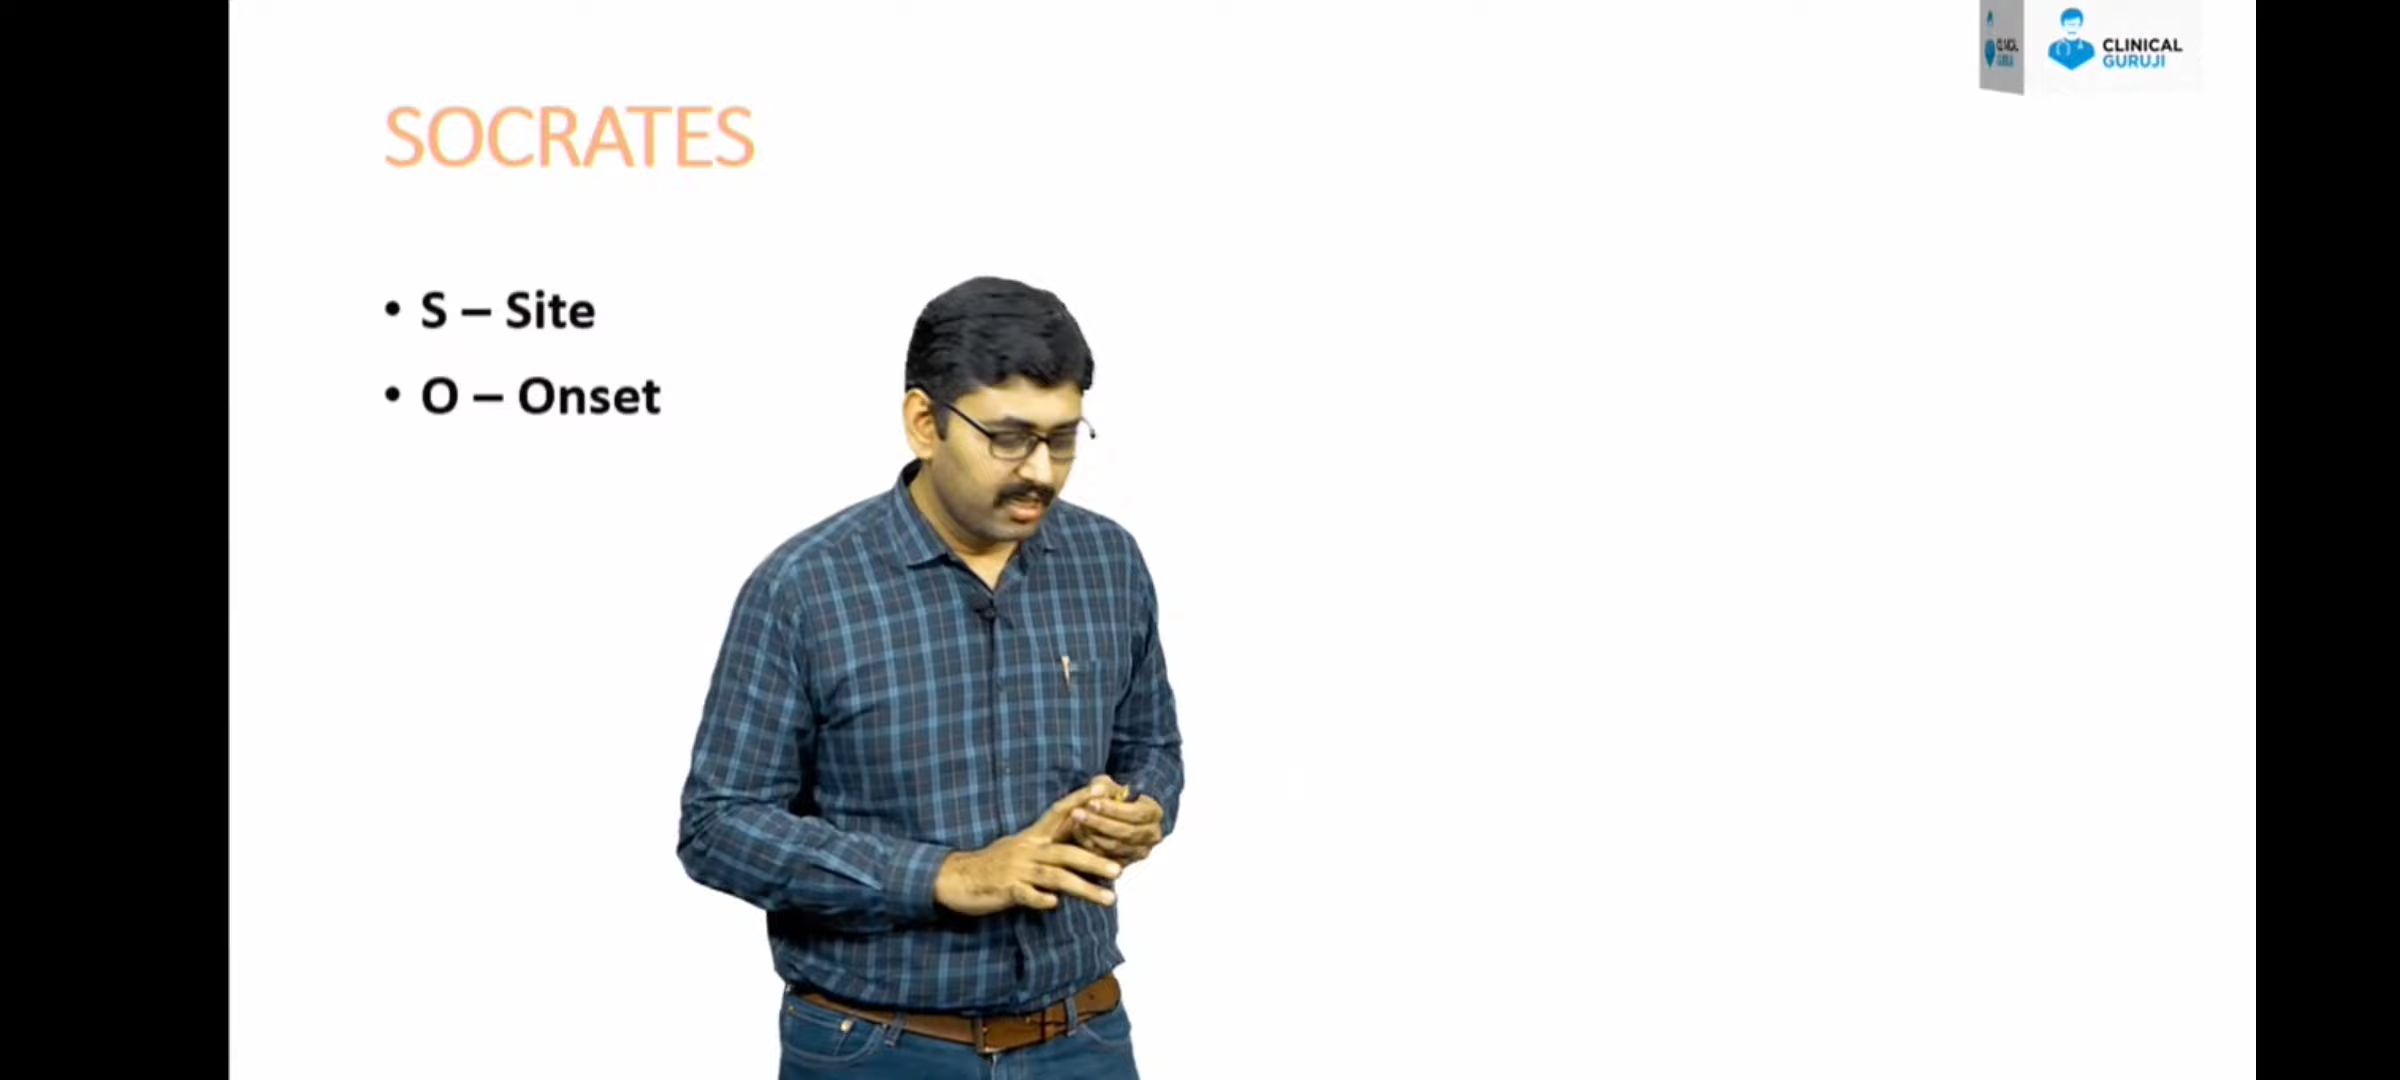 CLINICAL
GURUJI
SOCRATES
• S – Site
• O – Onset